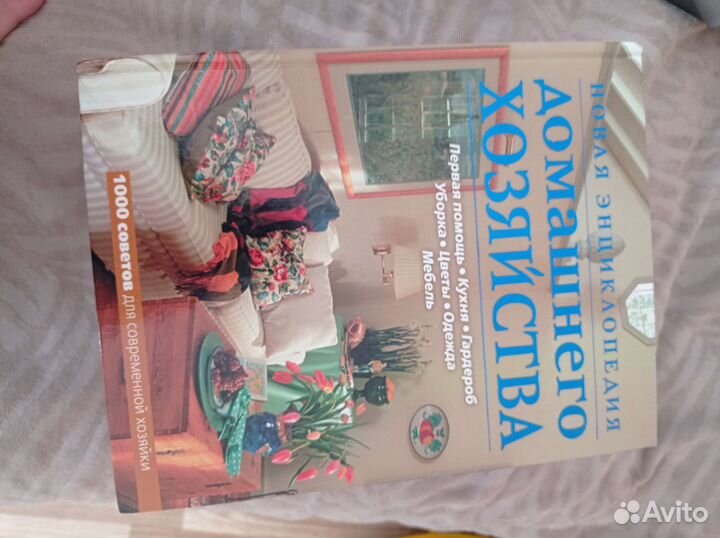 НОВАЯ ЭНЦИКЛОПЕДИЯ
ДОМАШНЕГО
ХОЗЯЙСТВА
Первая помощь • Кухня • Гардероб
Уборка • Цветы • Одежда
Мебель
1000 советов для современной хозяйки
Avito